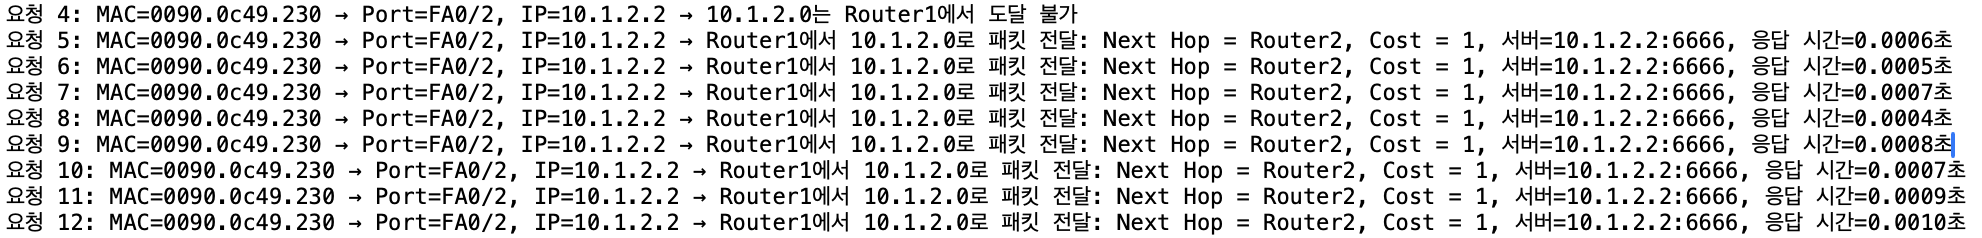 요청 4: MAC=0090.0c49.230 → Port=FA0/2, IP=10.1.2.2 → 10.1.2.0는 Router1에서 도달 불가
요청 5: MAC=0090.0c49.230 → Port=FA0/2, IP=10.1.2.2 → Router1에서 10.1.2.0로 패킷 전달: Next Hop = Router2, Cost = 1, 서버=10.1.2.2:6666, 응답 시간=0.0006초
요청 6: MAC=0090.0c49.230 → Port=FA0/2, IP=10.1.2.2 → Router1에서 10.1.2.0로 패킷 전달: Next Hop = Router2, Cost = 1, 서버=10.1.2.2:6666, 응답 시간=0.0005초
요청 7: MAC=0090.0c49.230 → Port=FA0/2, IP=10.1.2.2 → Router1에서 10.1.2.0로 패킷 전달: Next Hop = Router2, Cost = 1, 서버=10.1.2.2:6666, 응답 시간=0.0007초
요청 8: MAC=0090.0c49.230 → Port=FA0/2, IP=10.1.2.2 → Router1에서 10.1.2.0로 패킷 전달: Next Hop = Router2, Cost = 1, 서버=10.1.2.2:6666, 응답 시간=0.0004초
요청 9: MAC=0090.0c49.230 → Port=FA0/2, IP=10.1.2.2 → Router1에서 10.1.2.0로 패킷 전달: Next Hop = Router2, Cost = 1, 서버=10.1.2.2:6666, 응답 시간=0.0008초
요청 10: MAC=0090.0c49.230 → Port=FA0/2, IP=10.1.2.2 → Router1에서 10.1.2.0로 패킷 전달: Next Hop = Router2, Cost = 1, 서버=10.1.2.2:6666, 응답 시간=0.0007초
요청 11: MAC=0090.0c49.230 → Port=FA0/2, IP=10.1.2.2 → Router1에서 10.1.2.0로 패킷 전달: Next Hop = Router2, Cost = 1, 서버=10.1.2.2:6666, 응답 시간=0.0009초
요청 12: MAC=0090.0c49.230 → Port=FA0/2, IP=10.1.2.2 → Router1에서 10.1.2.0로 패킷 전달: Next Hop = Router2, Cost = 1, 서버=10.1.2.2:6666, 응답 시간=0.0010초